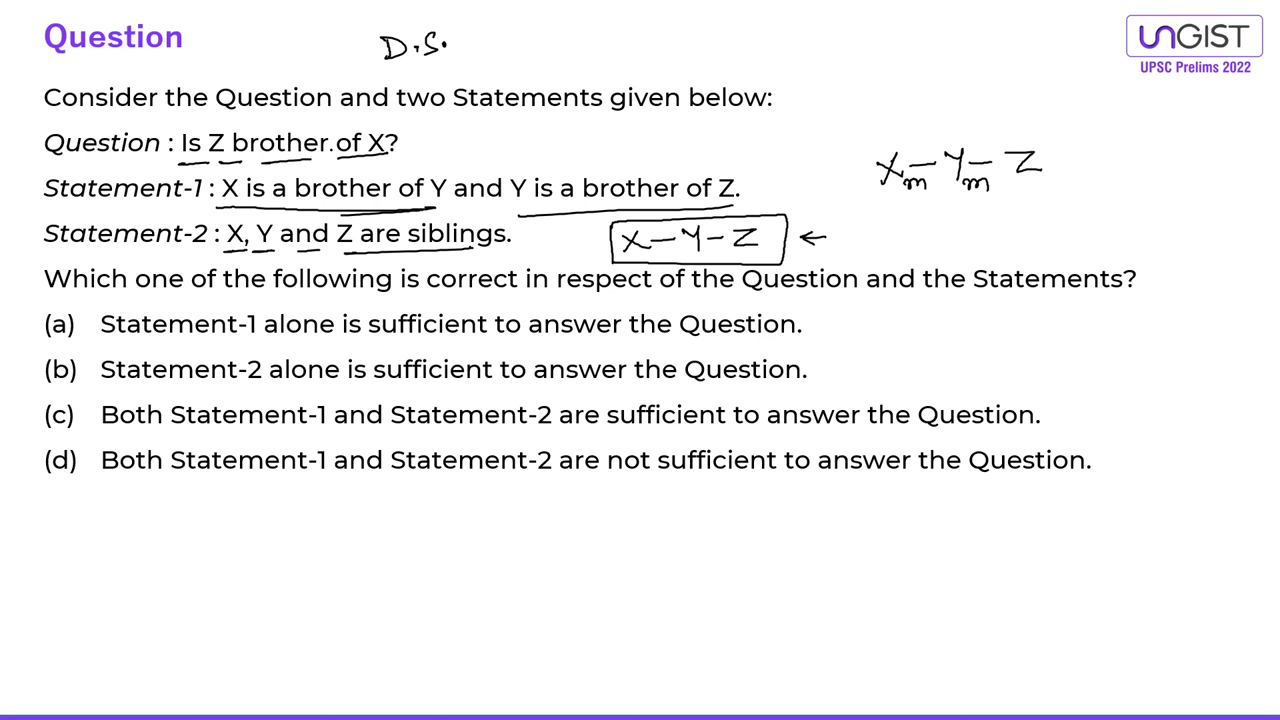 Question
D.S.
UNGIST
UPSC Prelims 2022
Consider the Question and two Statements given below:
Question : Is Z brother of X?
Statement-1 : X is a brother of Y and Y is a brother of Z.
Xm – Ym – Z
Statement-2 : X, Y and Z are siblings.
X – Y – Z ←
Which one of the following is correct in respect of the Question and the Statements?
(a) Statement-1 alone is sufficient to answer the Question.
(b) Statement-2 alone is sufficient to answer the Question.
(c) Both Statement-1 and Statement-2 are sufficient to answer the Question.
(d) Both Statement-1 and Statement-2 are not sufficient to answer the Question.